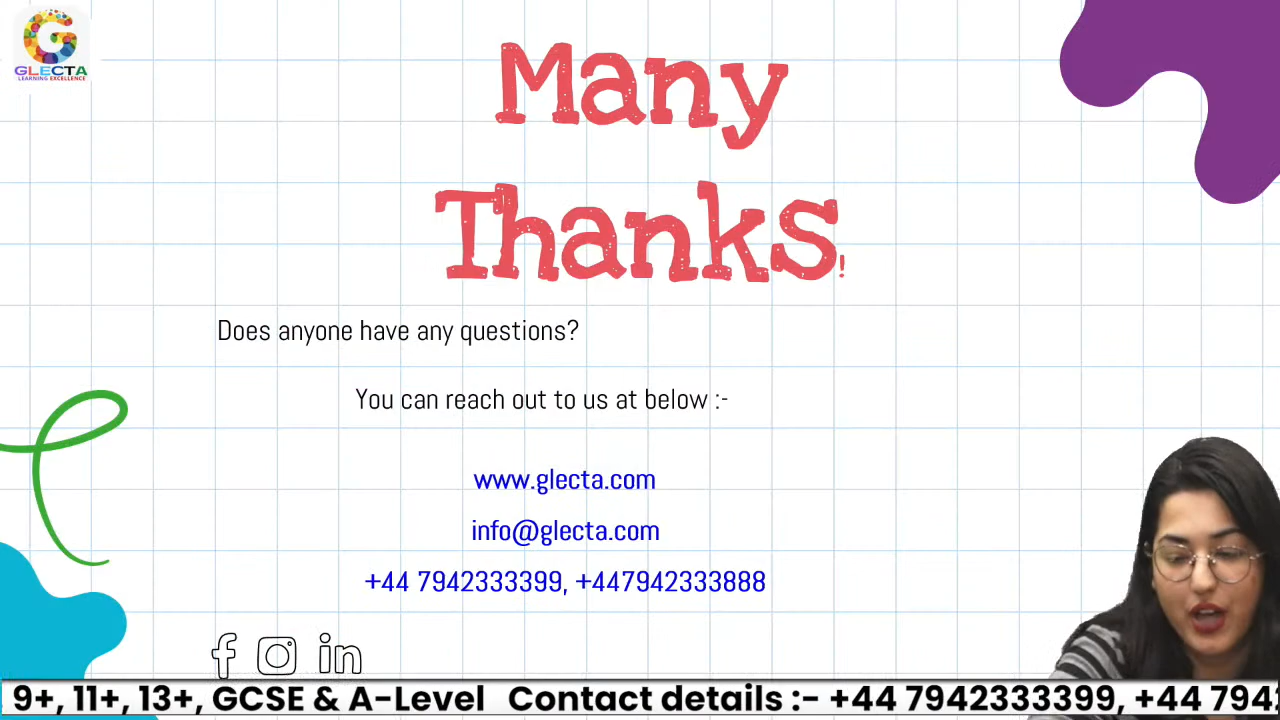 GLECTA
LEARNING EXCELLENCE
Many
Thanks!
Does anyone have any questions?
You can reach out to us at below :-
www.glecta.com
info@glecta.com
+44 7942333399, +447942333888
9+, 11+, 13+, GCSE & A-Level Contact details :- +44 7942333399, +44 794